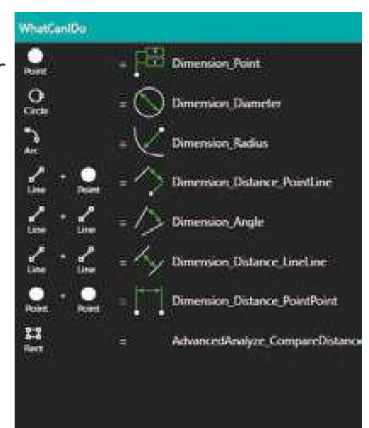 WhatCanIDo
Point = Dimension_Point
Circle = Dimension_Diameter
Arc = Dimension_Radius
Line + Point = Dimension_Distance_PointLine
Line + Line = Dimension_Angle
Line + Line = Dimension_Distance_LineLine
Point + Point = Dimension_Distance_PointPoint
Rect = AdvancedAnalyze_CompareDistance